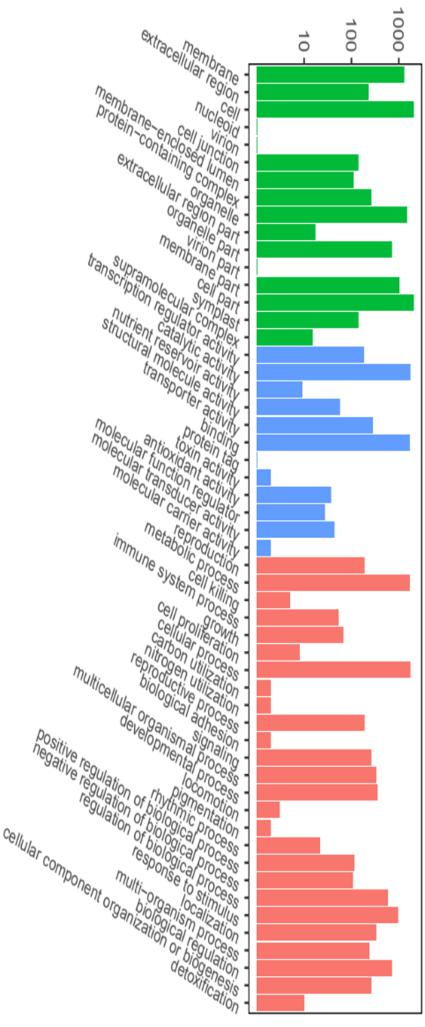 10
100
1000
membrane
extracellular region
cell
nucleoid
virion
cell junction
membrane-enclosed lumen
protein-containing complex
organelle
extracellular region part
organelle part
virion part
membrane part
cell part
symplast
supramolecular complex
transcription regulator activity
catalytic activity
nutrient reservoir activity
structural molecule activity
transporter activity
binding
protein tag
toxin activity
antioxidant activity
molecular function regulator
molecular transducer activity
molecular carrier activity
reproduction
metabolic process
cell killing
immune system process
growth
cell proliferation
cellular process
carbon utilization
nitrogen utilization
reproductive process
biological adhesion
signaling
multicellular organismal process
developmental process
locomotion
pigmentation
rhythmic process
positive regulation of biological process
negative regulation of biological process
regulation of biological process
response to stimulus
localization
multi-organism process
biological regulation
cellular component organization or biogenesis
detoxification